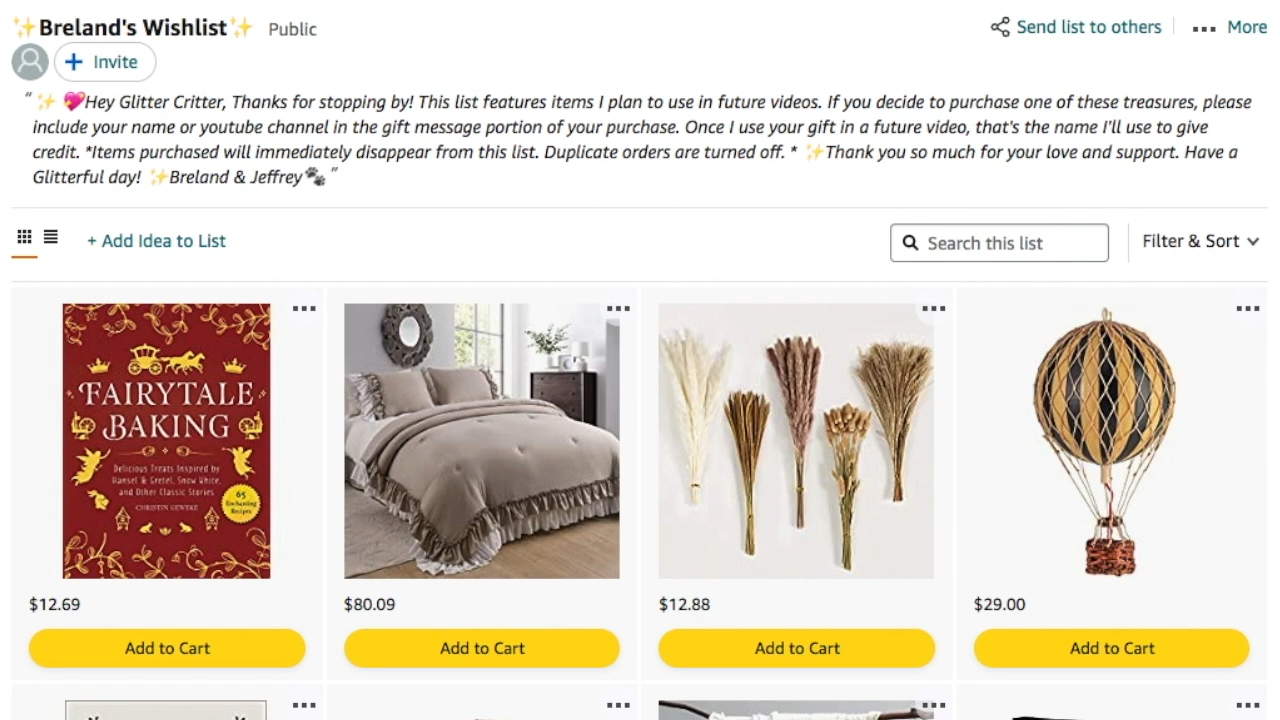 ✨Breland's Wishlist✨ Public
Send list to others
More
Invite
" ✨ 💖Hey Glitter Critter, Thanks for stopping by! This list features items I plan to use in future videos. If you decide to purchase one of these treasures, please
include your name or youtube channel in the gift message portion of your purchase. Once I use your gift in a future video, that's the name I'll use to give
credit. *Items purchased will immediately disappear from this list. Duplicate orders are turned off. * ✨Thank you so much for your love and support. Have a
Glitterful day! ✨Breland & Jeffrey🐾 "
+ Add Idea to List
Search this list
Filter & Sort
FAIRYTALE
BAKING
Delicious Treats Inspired by
Hansel & Gretel, Snow White,
and Other Classic Stories
CHRISTIN GEWEKE
65
Enchanting
Recipes
$12.69
$80.09
$12.88
$29.00
Add to Cart
Add to Cart
Add to Cart
Add to Cart